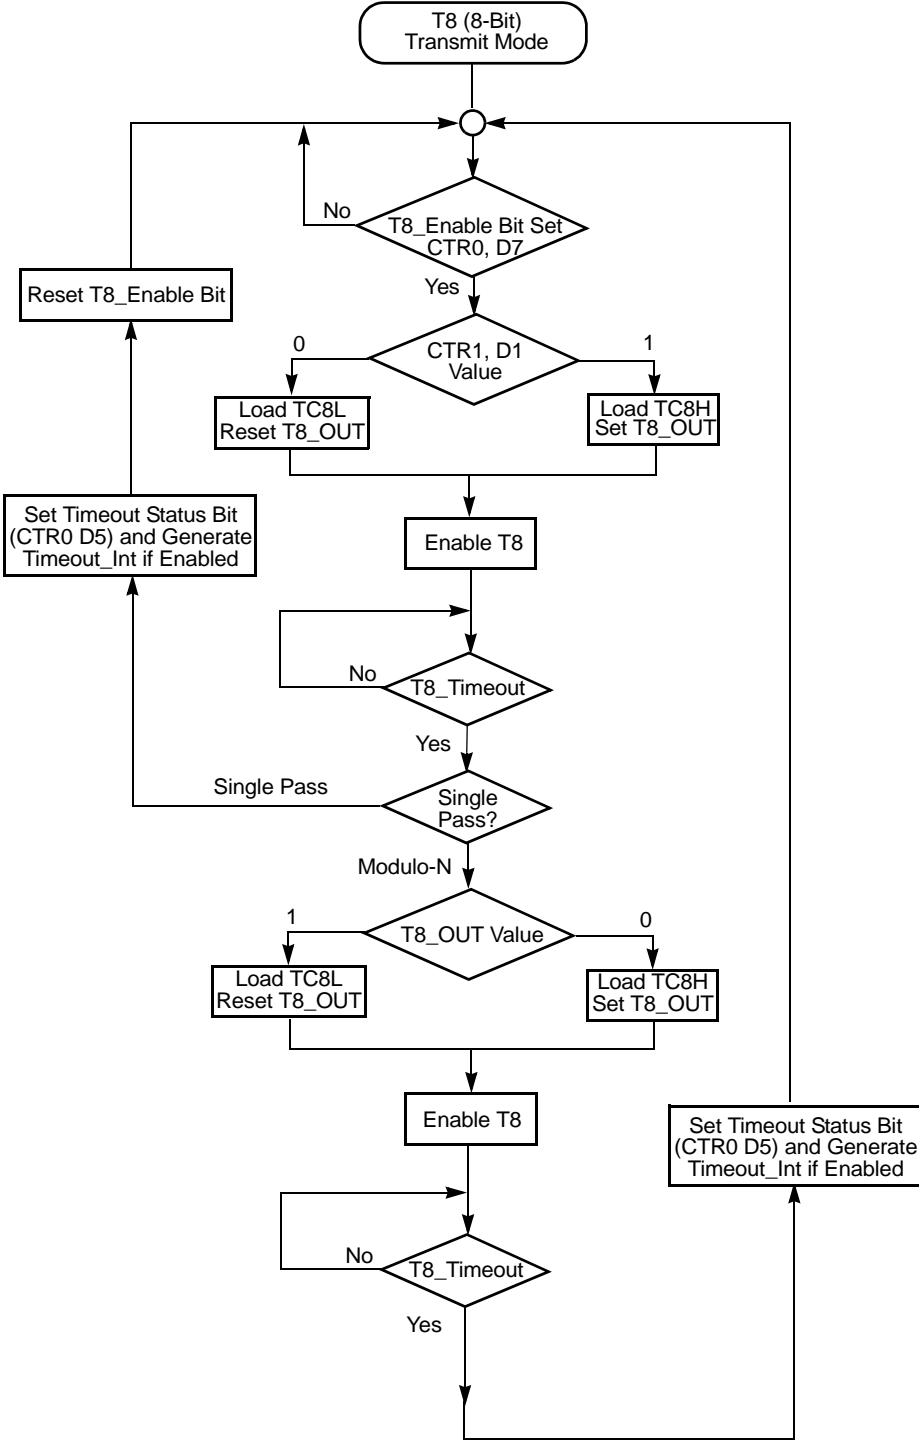 T8 (8-Bit)
Transmit Mode
No
T8_Enable Bit Set
CTR0, D7
Yes
Reset T8_Enable Bit
0
CTR1, D1
Value
1
Load TC8L
Reset T8_OUT
Load TC8H
Set T8_OUT
Set Timeout Status Bit
(CTR0 D5) and Generate
Timeout_Int if Enabled
Enable T8
No
T8_Timeout
Yes
Single Pass
Single
Pass?
Modulo-N
1
T8_OUT Value
0
Load TC8L
Reset T8_OUT
Load TC8H
Set T8_OUT
Enable T8
Set Timeout Status Bit
(CTR0 D5) and Generate
Timeout_Int if Enabled
No
T8_Timeout
Yes